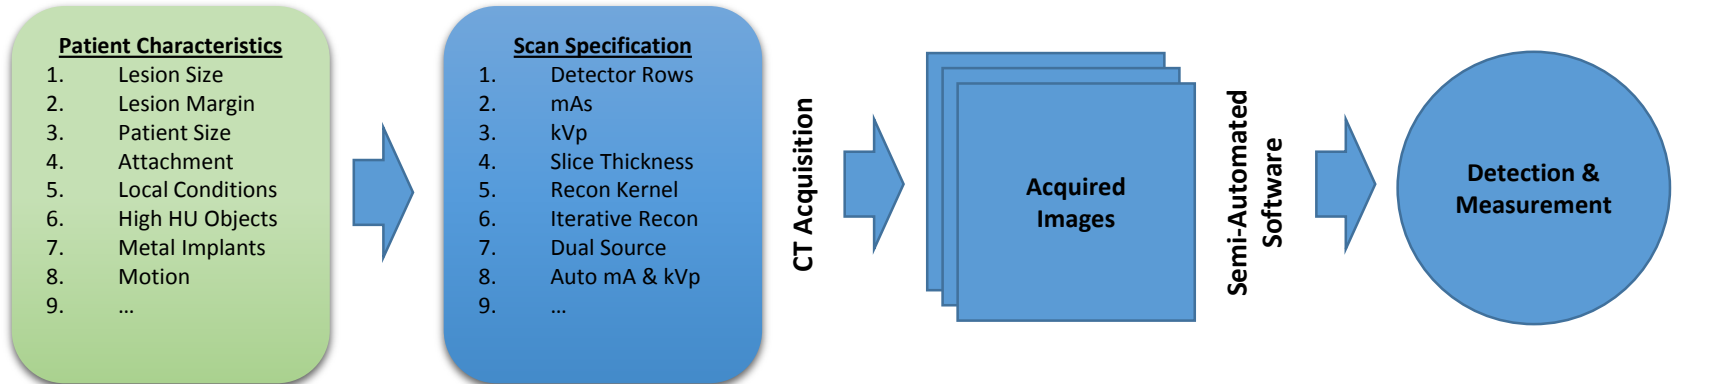 Patient Characteristics
1. Lesion Size
2. Lesion Margin
3. Patient Size
4. Attachment
5. Local Conditions
6. High HU Objects
7. Metal Implants
8. Motion
9. …
Scan Specification
1. Detector Rows
2. mAs
3. kVp
4. Slice Thickness
5. Recon Kernel
6. Iterative Recon
7. Dual Source
8. Auto mA & kVp
9. …
CT Acquisition
Acquired
Images
Semi-Automated
Software
Detection &
Measurement